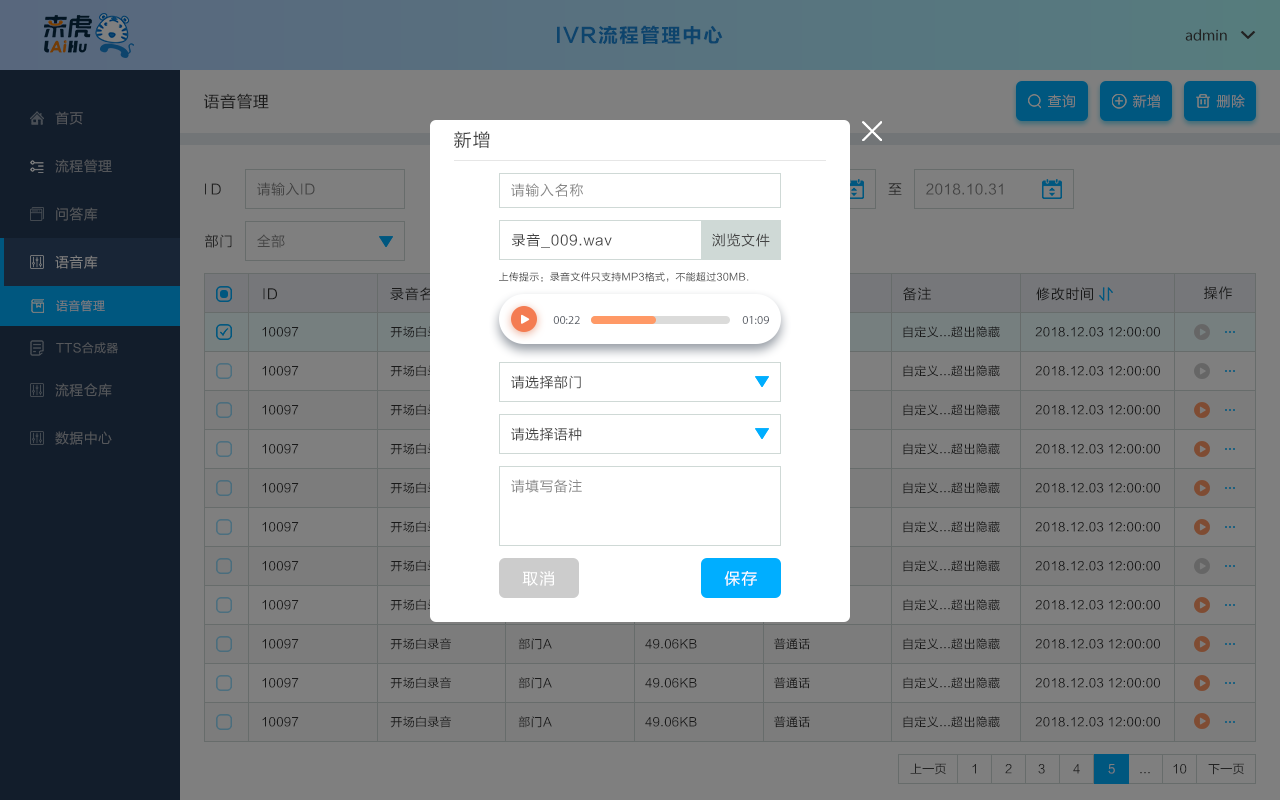 来虎
LAiHu
IVR流程管理中心
admin
首页
流程管理
问答库
语音库
语音管理
TTS合成器
流程仓库
数据中心
语音管理
查询
新增
删除
ID
请输入ID
至
2018.10.31
部门
全部
ID 录音名 备注 修改时间 操作
10097 开场白录 自定义...超出隐藏 2018.12.03 12:00:00 ...
10097 开场白录 自定义...超出隐藏 2018.12.03 12:00:00 ...
10097 开场白录 自定义...超出隐藏 2018.12.03 12:00:00 ...
10097 开场白录 自定义...超出隐藏 2018.12.03 12:00:00 ...
10097 开场白录 自定义...超出隐藏 2018.12.03 12:00:00 ...
10097 开场白录 自定义...超出隐藏 2018.12.03 12:00:00 ...
10097 开场白录 自定义...超出隐藏 2018.12.03 12:00:00 ...
10097 开场白录 自定义...超出隐藏 2018.12.03 12:00:00 ...
10097 开场白录音 部门A 49.06KB 普通话 自定义...超出隐藏 2018.12.03 12:00:00 ...
10097 开场白录音 部门A 49.06KB 普通话 自定义...超出隐藏 2018.12.03 12:00:00 ...
10097 开场白录音 部门A 49.06KB 普通话 自定义...超出隐藏 2018.12.03 12:00:00 ...
上一页 1 2 3 4 5 ... 10 下一页
新增
请输入名称
录音_009.wav 浏览文件
上传提示：录音文件只支持MP3格式，不能超过30MB.
00:22 01:09
请选择部门
请选择语种
请填写备注
取消 保存